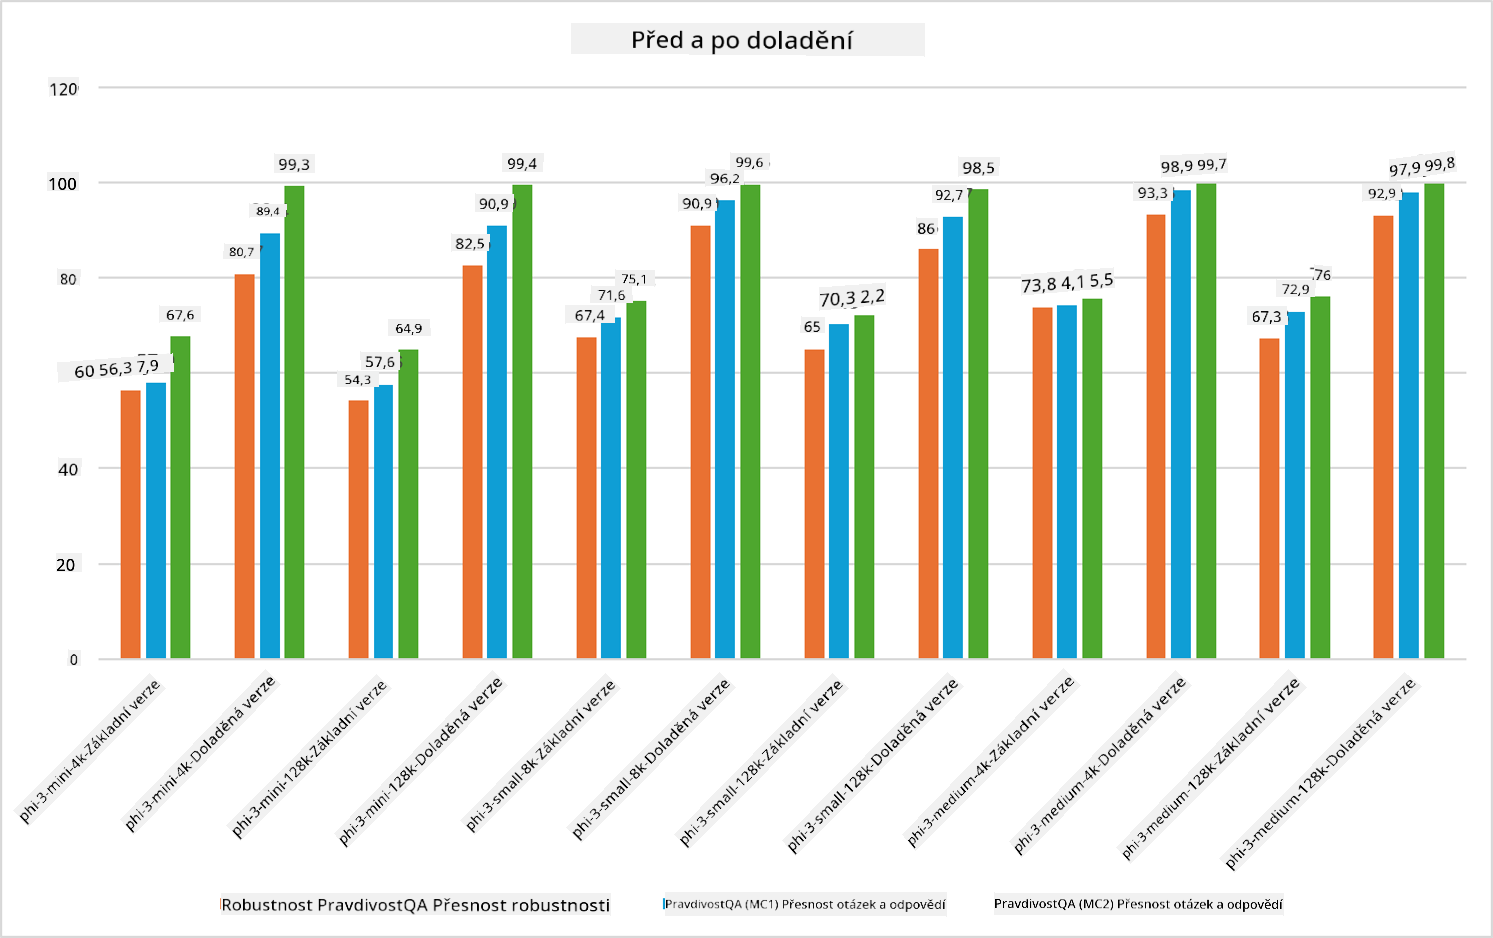 Před a po doladění
120
100
80
60
40
20
0
56,3
7,9
67,6
80,7
89,4
99,3
54,3
57,6
64,9
82,5
90,9
99,4
67,4
71,6
75,1
90,9
96,2
99,6
65
70,3
2,2
86
92,7
98,5
73,8
4,1
5,5
93,3
98,9
99,7
67,3
72,9
76
92,9
97,9
99,8
phi-3-mini-4k-Základní verze
phi-3-mini-4k-Doladěná verze
phi-3-mini-128k-Základní verze
phi-3-mini-128k-Doladěná verze
phi-3-small-8k-Základní verze
phi-3-small-8k-Doladěná verze
phi-3-small-128k-Základní verze
phi-3-small-128k-Doladěná verze
phi-3-medium-4k-Základní verze
phi-3-medium-4k-Doladěná verze
phi-3-medium-128k-Základní verze
phi-3-medium-128k-Doladěná verze
Robustnost PravdivostQA Přesnost robustnosti
PravdivostQA (MC1) Přesnost otázek a odpovědí
PravdivostQA (MC2) Přesnost otázek a odpovědí